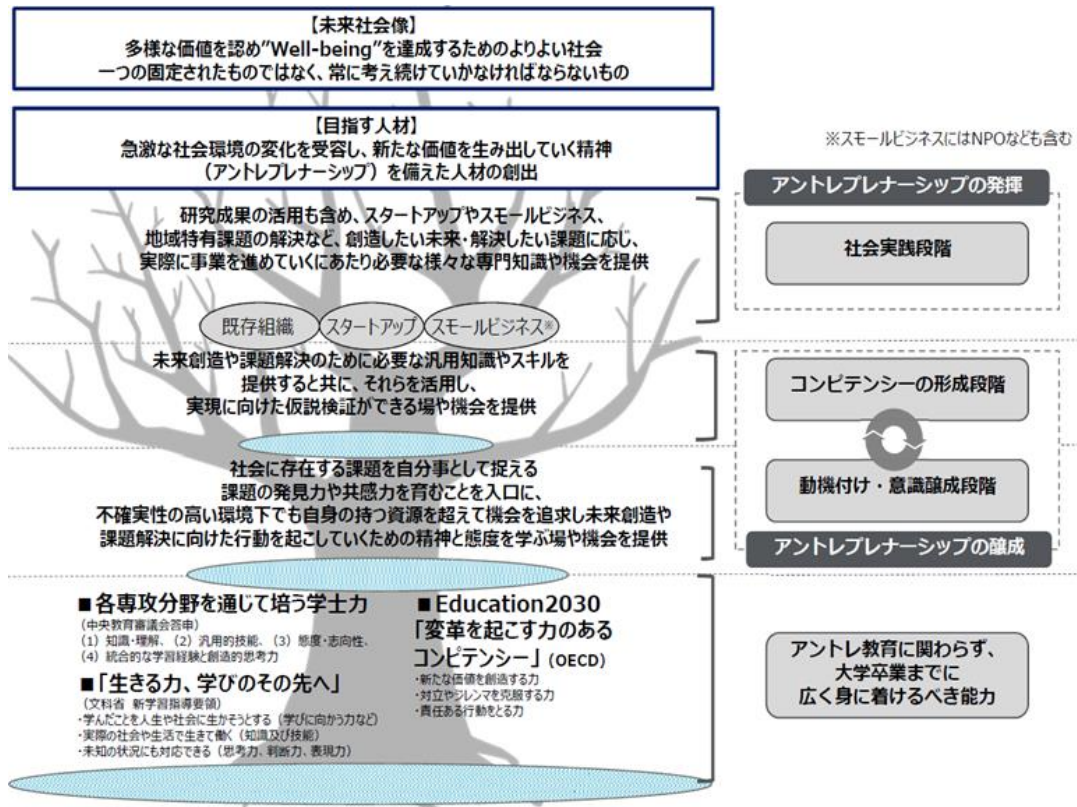 【未来社会像】
多様な価値を認め"Well-being"を達成するためのよりよい社会
一つの固定されたものではなく、常に考え続けていかなければならないもの
【目指す人材】
急激な社会環境の変化を受容し、新たな価値を生み出していく精神
（アントレプレナーシップ）を備えた人材の創出
※スモールビジネスにはNPOなども含む
アントレプレナーシップの発揮
社会実践段階
研究成果の活用も含め、スタートアップやスモールビジネス、
地域特有課題の解決など、創造したい未来・解決したい課題に応じ、
実際に事業を進めていくにあたり必要な様々な専門知識や機会を提供
既存組織
スタートアップ
スモールビジネス※
未来創造や課題解決のために必要な汎用知識やスキルを
提供すると共に、それらを活用し、
実現に向けた仮説検証ができる場や機会を提供
コンピテンシーの形成段階
社会に存在する課題を自分事として捉える
課題の発見力や共感力を育むことを入口に、
不確実性の高い環境下でも自身の持つ資源を超えて機会を追求し未来創造や
課題解決に向けた行動を起こしていくための精神と態度を学ぶ場や機会を提供
動機付け・意識醸成段階
アントレプレナーシップの醸成
■各専攻分野を通じて培う学士力
（中央教育審議会答申）
（1）知識・理解、（2）汎用的技能、（3）態度・志向性、
（4）統合的な学習経験と創造的思考力
■「生きる力、学びのその先へ」
（文科省 新学習指導要領）
・学んだことを人生や社会に生かそうとする（学びに向かう力など）
・実際の社会や生活で生きて働く（知識及び技能）
・未知の状況にも対応できる（思考力、判断力、表現力）
■Education2030
「変革を起こす力のある
コンピテンシー」(OECD)
・新たな価値を創造する力
・対立やジレンマを克服する力
・責任ある行動をとる力
アントレ教育に関わらず、
大学卒業までに
広く身に着けるべき能力